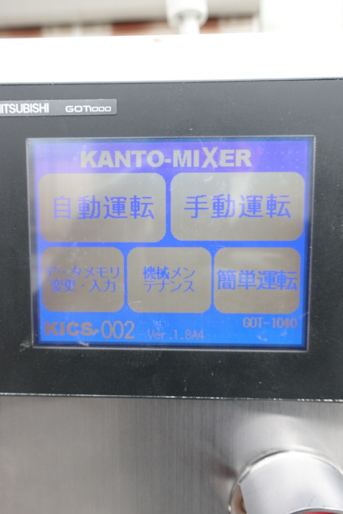 MITSUBISHI GOT1000
KANTO-MIXER
自動運転 手動運転
データメモリ
変更・入力
機械メン
テナンス
簡単運転
GOT-1040
KICS-002 Ver.1.8A4